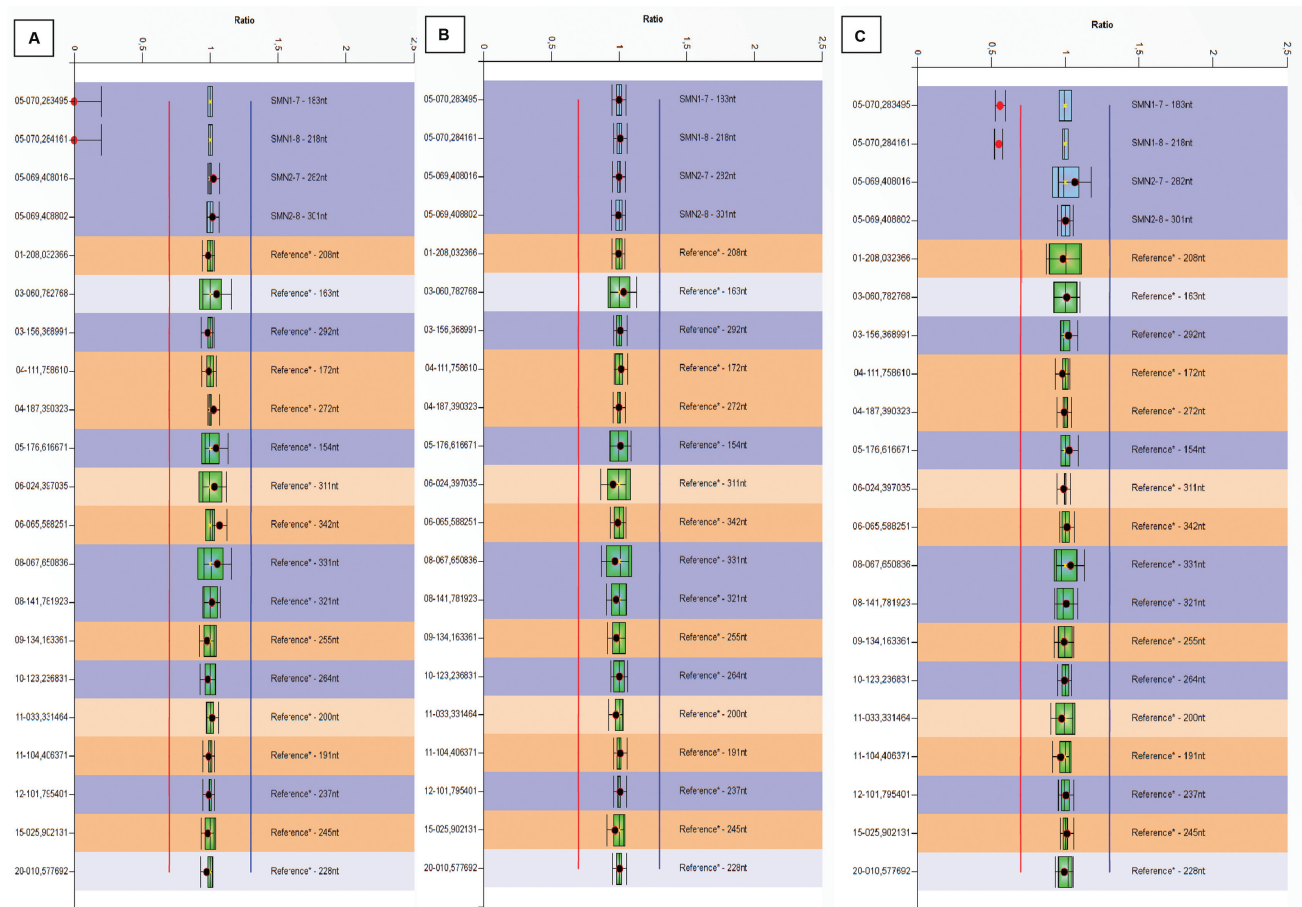 A
Ratio
0 0,5 1 1,5 2 2,5
05-070,283495 SMN1-7 - 183nt
05-070,284161 SMN1-8 - 218nt
05-069,408016 SMN2-7 - 282nt
05-069,408802 SMN2-8 - 301nt
01-208,032366 Reference* - 208nt
03-060,782768 Reference* - 163nt
03-156,368991 Reference* - 292nt
04-111,758610 Reference* - 172nt
04-187,390323 Reference* - 272nt
05-176,616671 Reference* - 154nt
06-024,397035 Reference* - 311nt
06-065,588251 Reference* - 342nt
08-067,650836 Reference* - 331nt
08-141,781923 Reference* - 321nt
09-134,163361 Reference* - 255nt
10-123,236831 Reference* - 264nt
11-033,331464 Reference* - 200nt
11-104,406371 Reference* - 191nt
12-101,795401 Reference* - 237nt
15-025,902131 Reference* - 245nt
20-010,577692 Reference* - 228nt
B
Ratio
0 0,5 1 1,5 2 2,5
05-070,283495 SMN1-7 - 183nt
05-070,284161 SMN1-8 - 218nt
05-069,408016 SMN2-7 - 282nt
05-069,408802 SMN2-8 - 301nt
01-208,032366 Reference* - 208nt
03-060,782768 Reference* - 163nt
03-156,368991 Reference* - 292nt
04-111,758610 Reference* - 172nt
04-187,390323 Reference* - 272nt
05-176,616671 Reference* - 154nt
06-024,397035 Reference* - 311nt
06-065,588251 Reference* - 342nt
08-067,650836 Reference* - 331nt
08-141,781923 Reference* - 321nt
09-134,163361 Reference* - 255nt
10-123,236831 Reference* - 264nt
11-033,331464 Reference* - 200nt
11-104,406371 Reference* - 191nt
12-101,795401 Reference* - 237nt
15-025,902131 Reference* - 245nt
20-010,577692 Reference* - 228nt
C
Ratio
0 0,5 1 1,5 2 2,5
05-070,283495 SMN1-7 - 183nt
05-070,284161 SMN1-8 - 218nt
05-069,408016 SMN2-7 - 282nt
05-069,408802 SMN2-8 - 301nt
01-208,032366 Reference* - 208nt
03-060,782768 Reference* - 163nt
03-156,368991 Reference* - 292nt
04-111,758610 Reference* - 172nt
04-187,390323 Reference* - 272nt
05-176,616671 Reference* - 154nt
06-024,397035 Reference* - 311nt
06-065,588251 Reference* - 342nt
08-067,650836 Reference* - 331nt
08-141,781923 Reference* - 321nt
09-134,163361 Reference* - 255nt
10-123,236831 Reference* - 264nt
11-033,331464 Reference* - 200nt
11-104,406371 Reference* - 191nt
12-101,795401 Reference* - 237nt
15-025,902131 Reference* - 245nt
20-010,577692 Reference* - 228nt